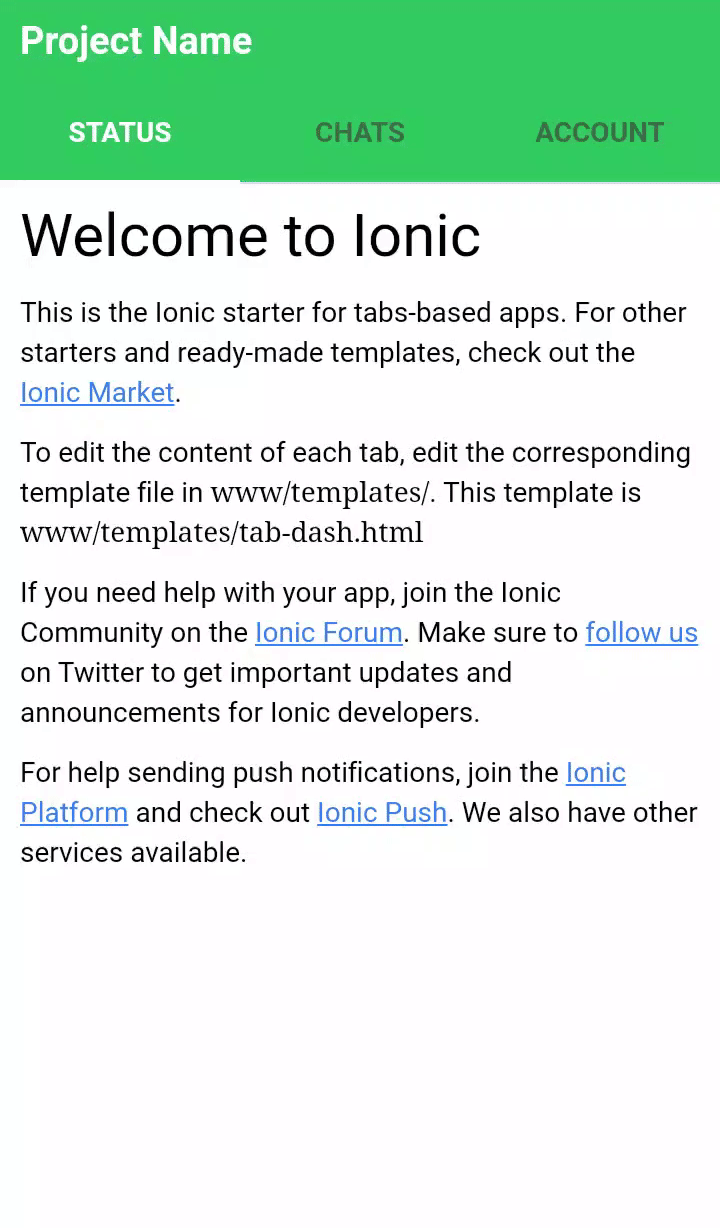 Project Name
STATUS CHATS ACCOUNT
Welcome to Ionic
This is the Ionic starter for tabs-based apps. For other
starters and ready-made templates, check out the
Ionic Market.
To edit the content of each tab, edit the corresponding
template file in www/templates/. This template is
www/templates/tab-dash.html
If you need help with your app, join the Ionic
Community on the Ionic Forum. Make sure to follow us
on Twitter to get important updates and
announcements for Ionic developers.
For help sending push notifications, join the Ionic
Platform and check out Ionic Push. We also have other
services available.